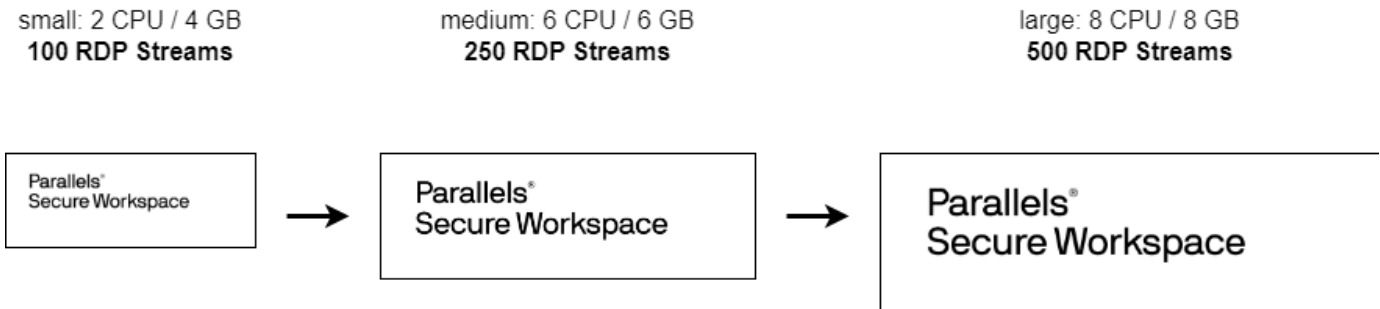 small: 2 CPU / 4 GB
100 RDP Streams
medium: 6 CPU / 6 GB
250 RDP Streams
large: 8 CPU / 8 GB
500 RDP Streams
Parallels®
Secure Workspace
Parallels®
Secure Workspace
Parallels®
Secure Workspace